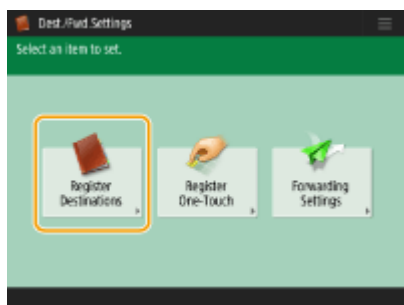 Dest./Fwd.Settings
Select an item to set.
Register
Destinations
Register
One-Touch
Forwarding
Settings